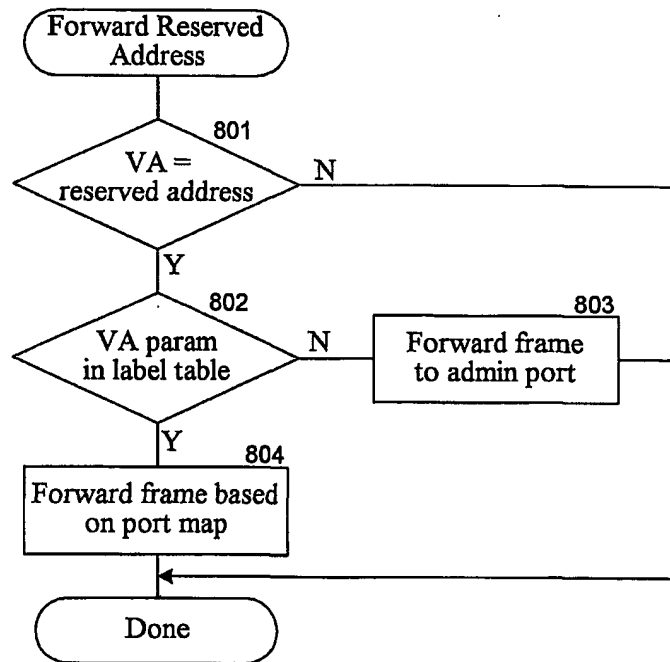 Forward Reserved
Address
801
VA =
reserved address
N
Y
802
VA param
in label table
N
803
Forward frame
to admin port
Y
804
Forward frame based
on port map
Done